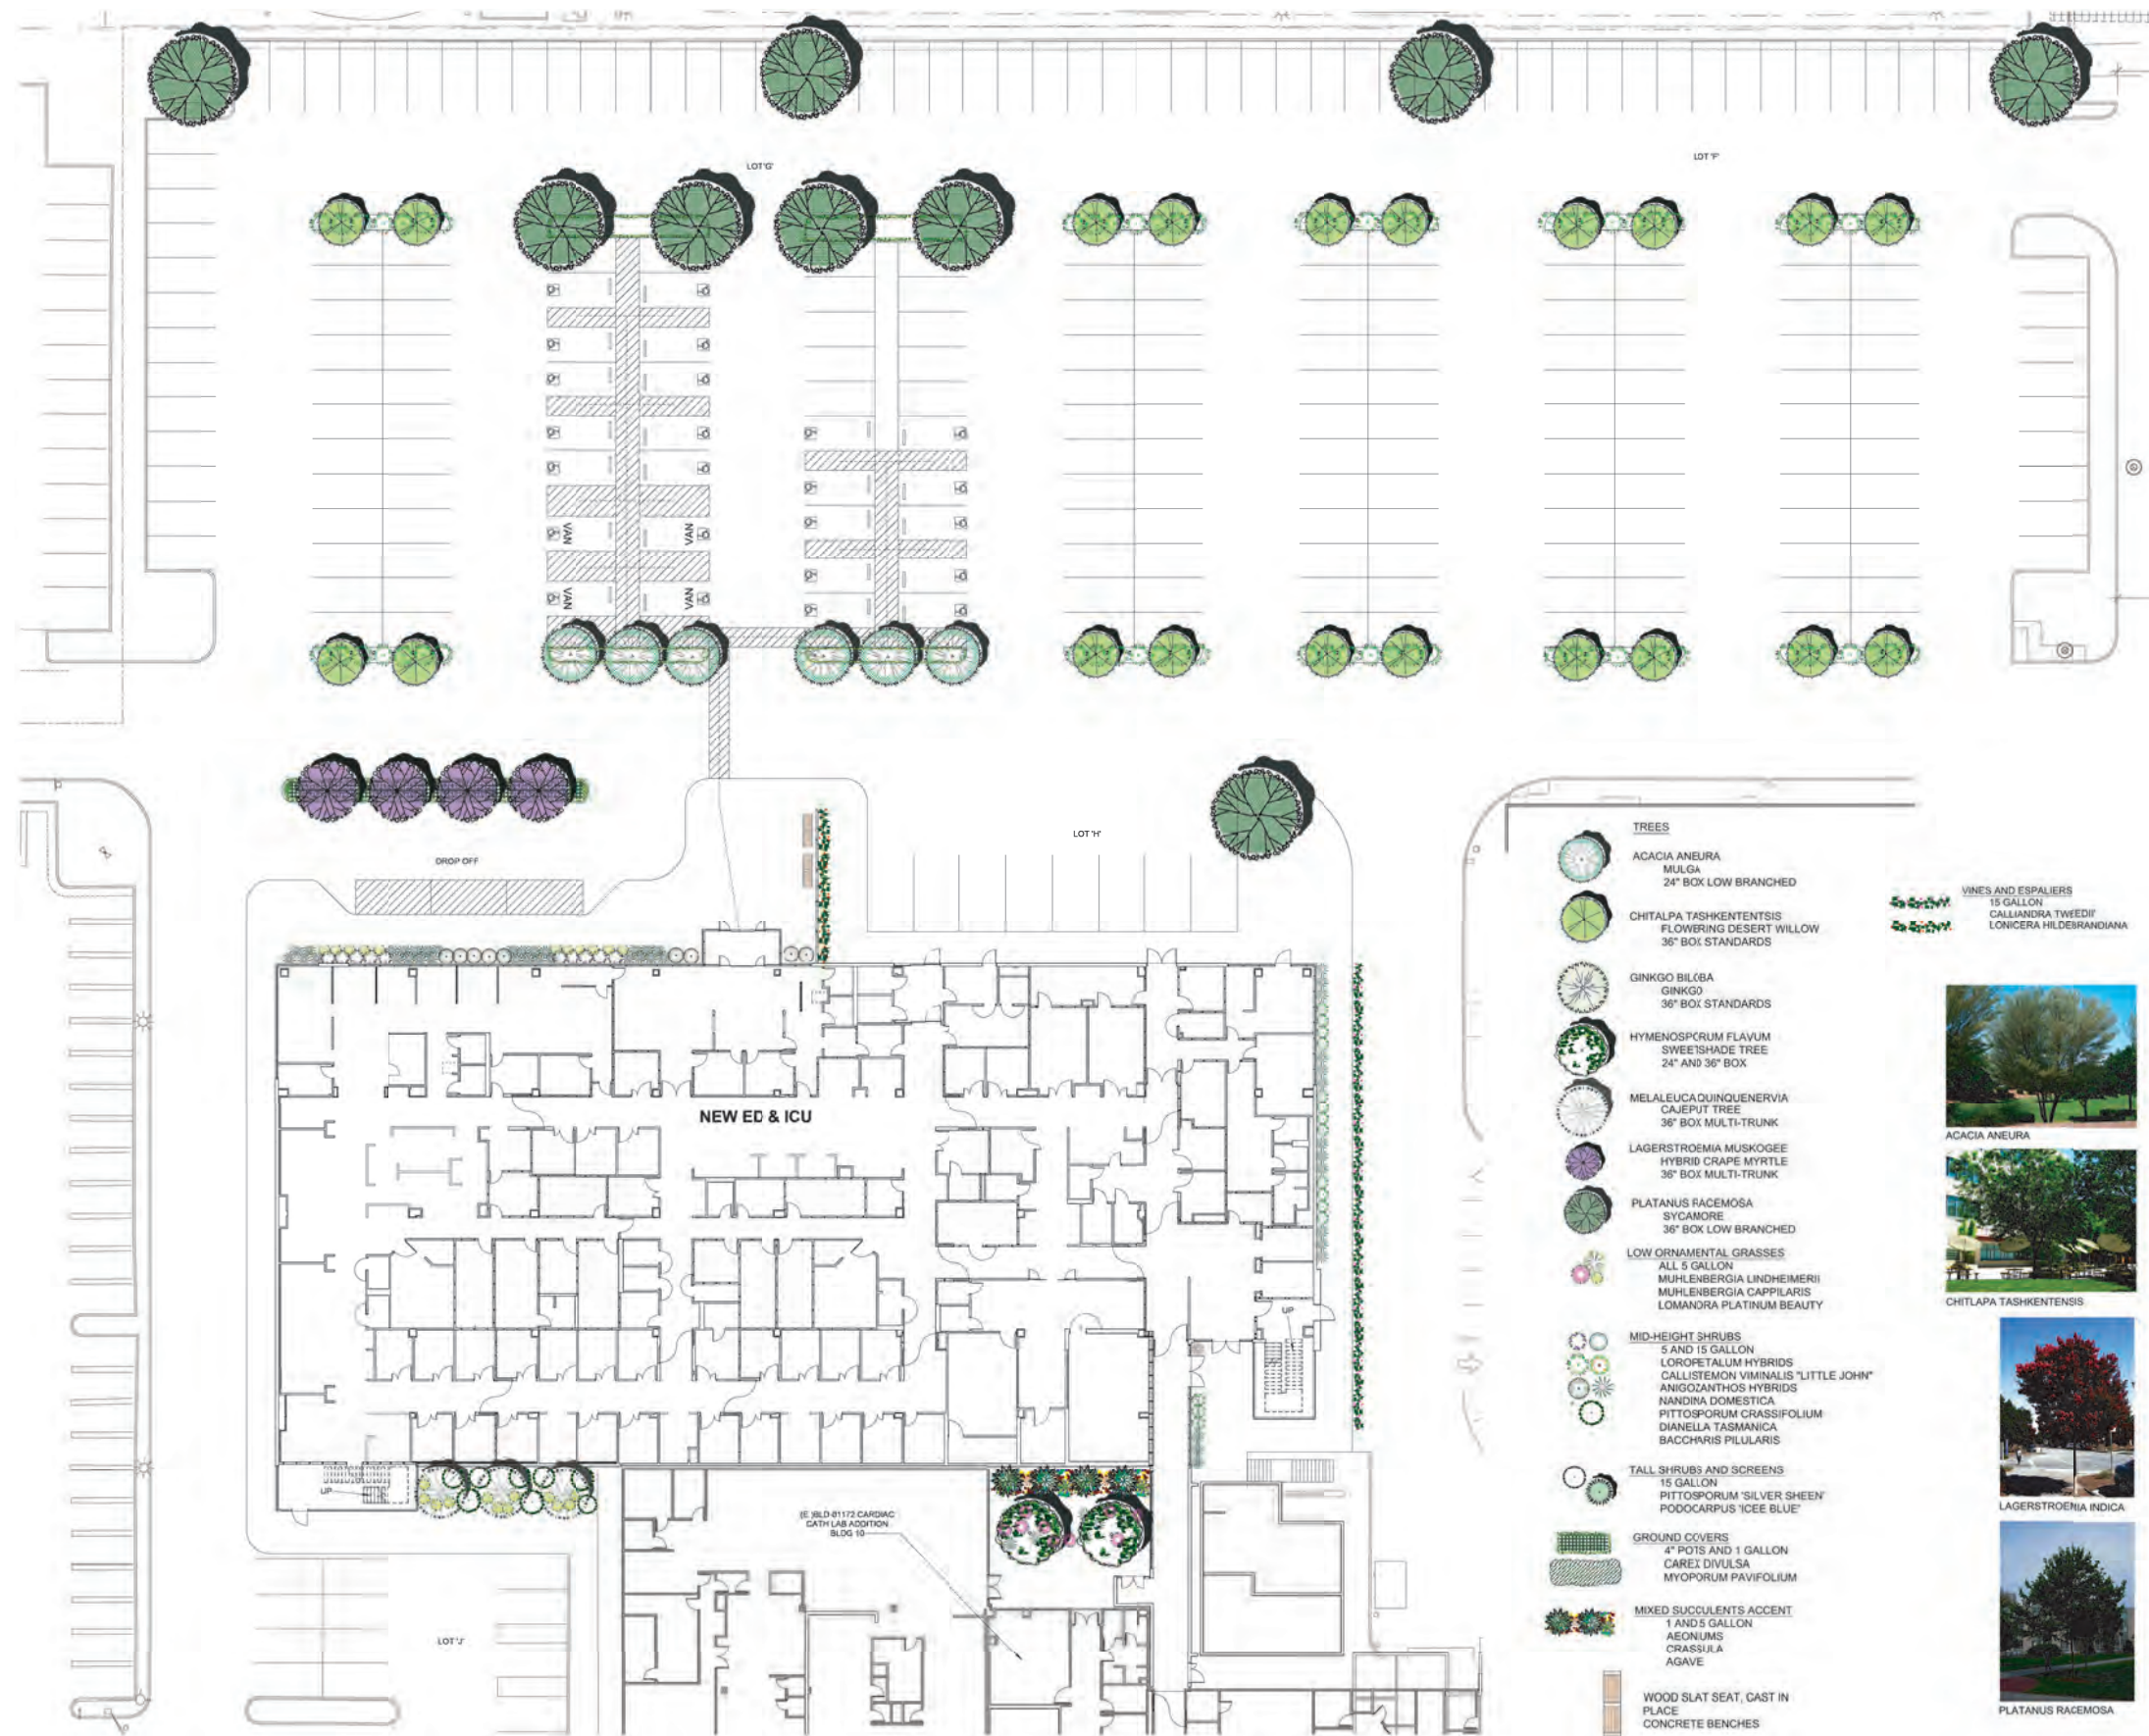 LOT 'G'
LOT 'F'
VAN
VAN
VAN
VAN
DROP OFF
LOT 'H'
NEW ED & ICU
UP
UP
(E )BLD 01172 CARDIAC
CATH LAB ADDITION
BLDG 10
LOT 'J'
TREES
ACACIA ANEURA
MULGA
24" BOX LOW BRANCHED
CHITALPA TASHKENTENTSIS
FLOWERING DESERT WILLOW
36" BOX STANDARDS
GINKGO BILOBA
GINKGO
36" BOX STANDARDS
HYMENOSPORUM FLAVUM
SWEETSHADE TREE
24" AND 36" BOX
MELALEUCA QUINQUENERVIA
CAJEPUT TREE
36" BOX MULTI-TRUNK
LAGERSTROEMIA MUSKOGEE
HYBRID CRAPE MYRTLE
36" BOX MULTI-TRUNK
PLATANUS RACEMOSA
SYCAMORE
36" BOX LOW BRANCHED
LOW ORNAMENTAL GRASSES
ALL 5 GALLON
MUHLENBERGIA LINDHEIMERII
MUHLENBERGIA CAPPILARIS
LOMANDRA PLATINUM BEAUTY
MID-HEIGHT SHRUBS
5 AND 15 GALLON
LOROPETALUM HYBRIDS
CALLISTEMON VIMINALIS "LITTLE JOHN"
ANIGOZANTHOS HYBRIDS
NANDINA DOMESTICA
PITTOSPORUM CRASSIFOLIUM
DIANELLA TASMANICA
BACCHARIS PILULARIS
TALL SHRUBS AND SCREENS
15 GALLON
PITTOSPORUM 'SILVER SHEEN'
PODOCARPUS 'ICEE BLUE'
GROUND COVERS
4" POTS AND 1 GALLON
CAREX DIVULSA
MYOPORUM PAVIFOLIUM
MIXED SUCCULENTS ACCENT
1 AND 5 GALLON
AEONIUMS
CRASSULA
AGAVE
WOOD SLAT SEAT, CAST IN
PLACE
CONCRETE BENCHES
VINES AND ESPALIERS
15 GALLON
CALLIANDRA TWEEDII'
LONICERA HILDEBRANDIANA
ACACIA ANEURA
CHITLAPA TASHKENTENSIS
LAGERSTROEMIA INDICA
PLATANUS RACEMOSA